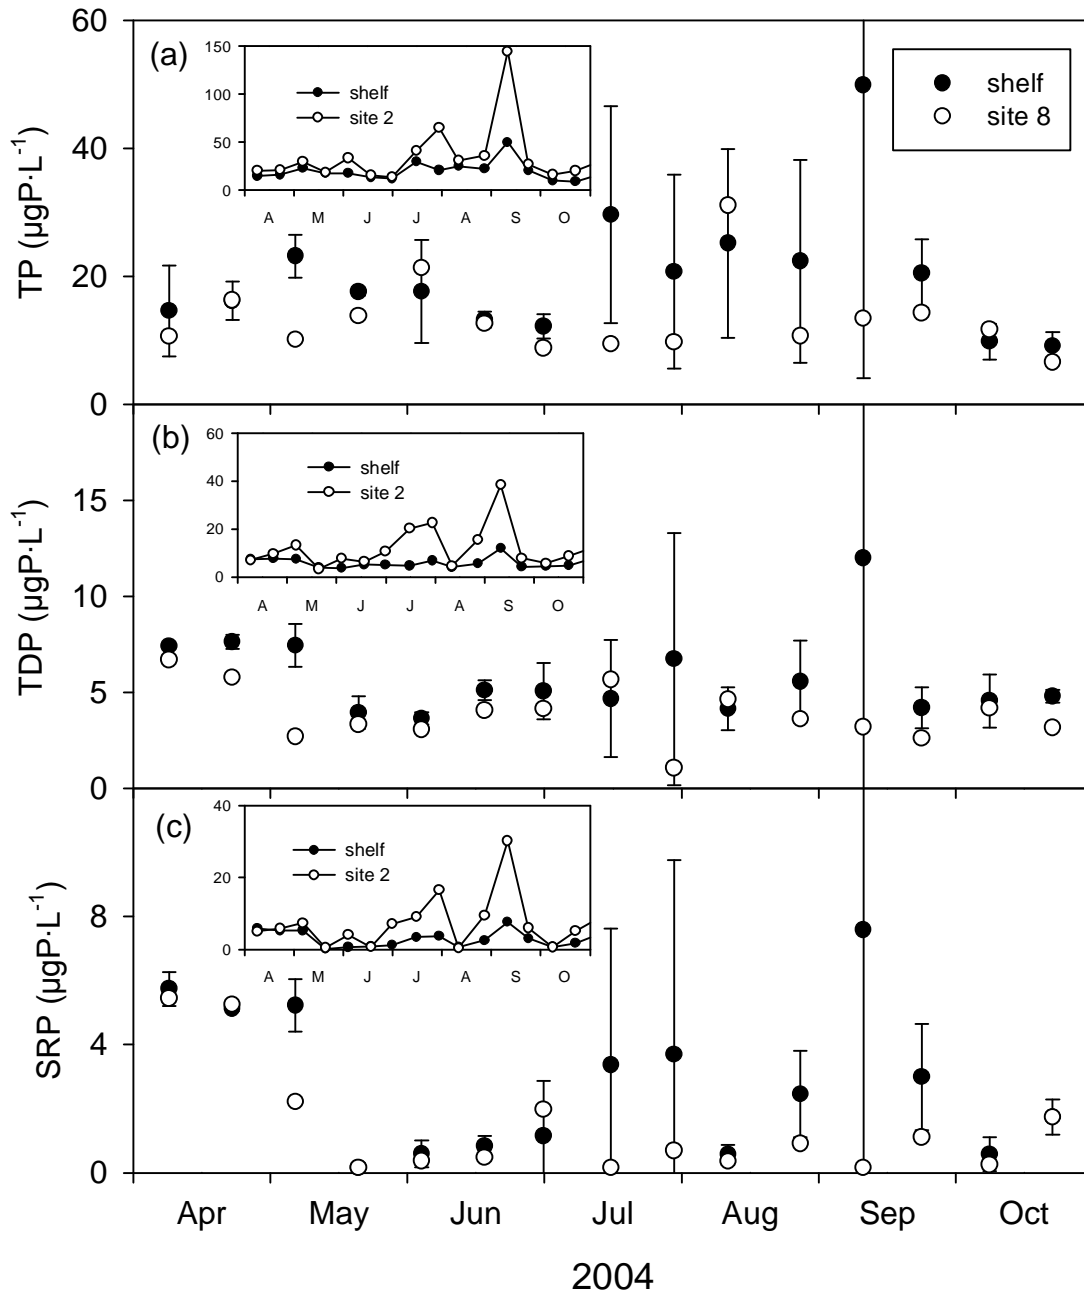 60
40
20
0
TP (µgP·L-1)
(a)
150
100
50
0
shelf
site 2
A M J J A S O
shelf
site 8
15
10
5
0
TDP (µgP·L-1)
(b)
60
40
20
0
shelf
site 2
A M J J A S O
8
4
0
SRP (µgP·L-1)
(c)
40
20
0
shelf
site 2
A M J J A S O
Apr May Jun Jul Aug Sep Oct
2004